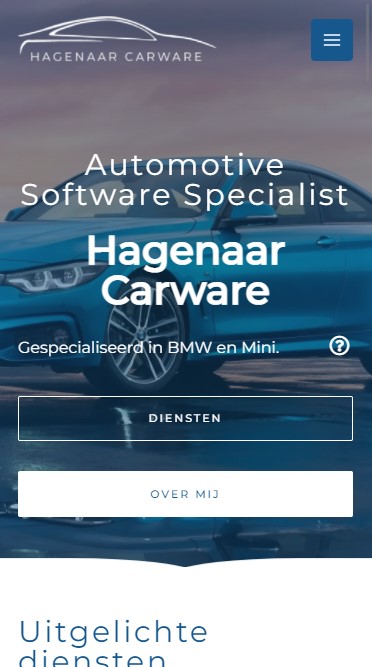 HAGENAAR CARWARE
Automotive
Software Specialist
Hagenaar
Carware
Gespecialiseerd in BMW en Mini.
DIENSTEN
OVER MIJ
Uitgelichte
diensten